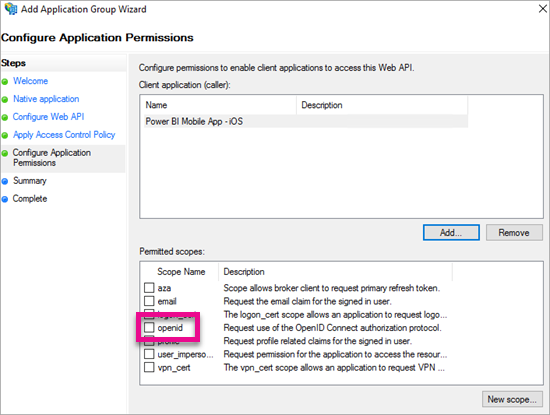 Add Application Group Wizard
Configure Application Permissions
Steps
Welcome
Native application
Configure Web API
Apply Access Control Policy
Configure Application
Permissions
Summary
Complete
Configure permissions to enable client applications to access this Web API.
Client application (caller):
Name Description
Power BI Mobile App - iOS
Add... Remove
Permitted scopes:
Scope Name Description
aza Scope allows broker client to request primary refresh token.
email Request the email claim for the signed in user.
The logon_cert scope allows an application to request logo...
openid Request use of the OpenID Connect authorization protocol.
Request profile related claims for the signed in user.
user_imperso... Request permission for the application to access the resour...
vpn_cert The vpn_cert scope allows an application to request VPN ...
New scope...